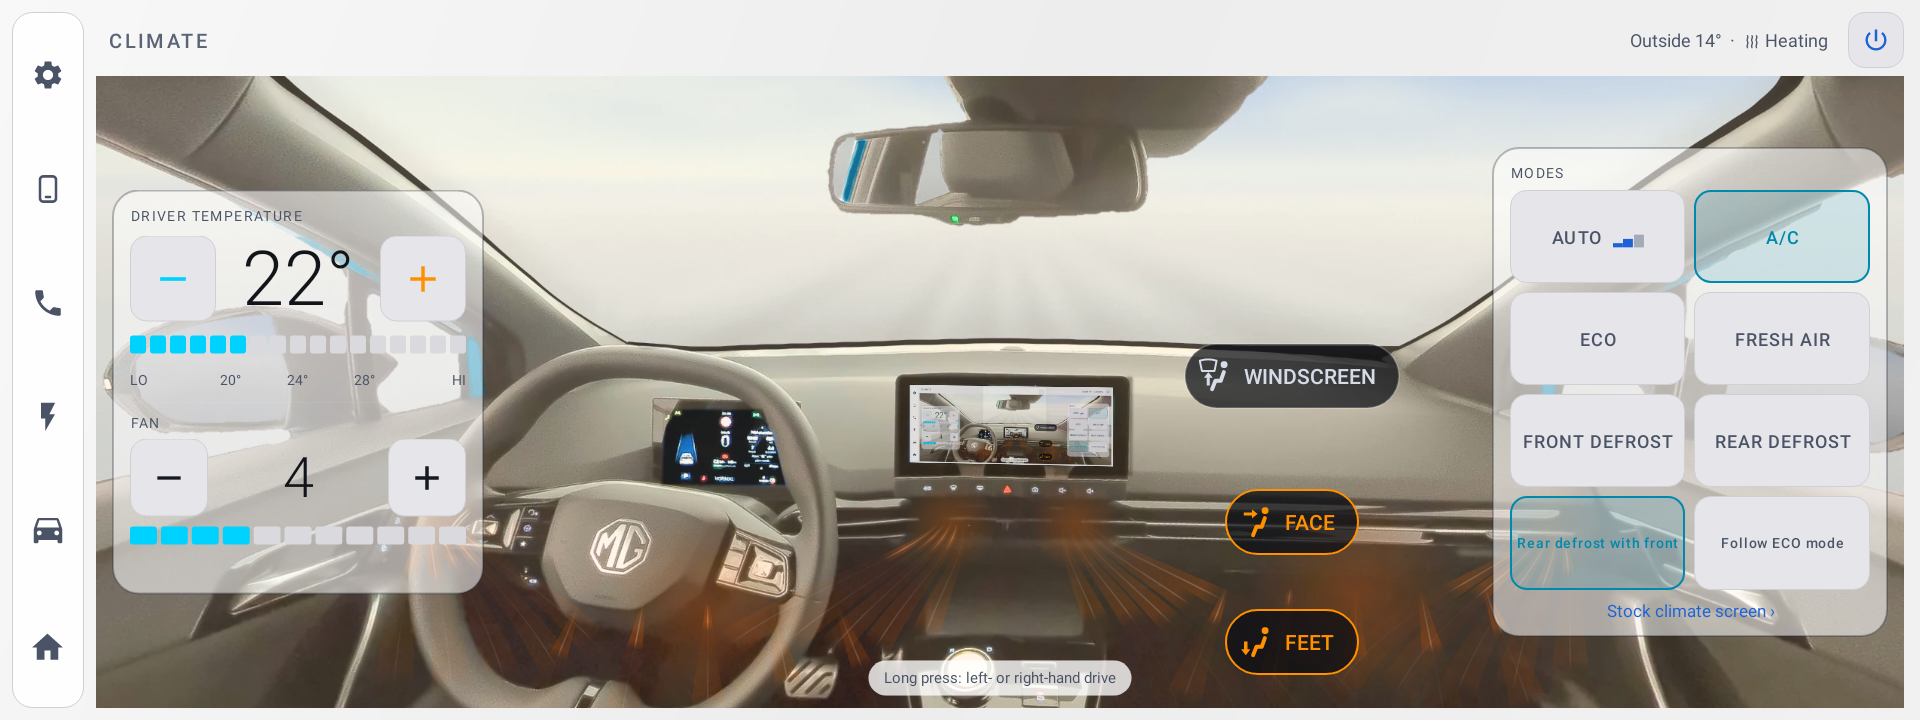 CLIMATE
Outside 14° · Heating
DRIVER TEMPERATURE
22°
LO 20° 24° 28° HI
FAN
4
MG
WINDSCREEN
FACE
FEET
Long press: left- or right-hand drive
MODES
AUTO
A/C
ECO
FRESH AIR
FRONT DEFROST
REAR DEFROST
Rear defrost with front
Follow ECO mode
Stock climate screen ›